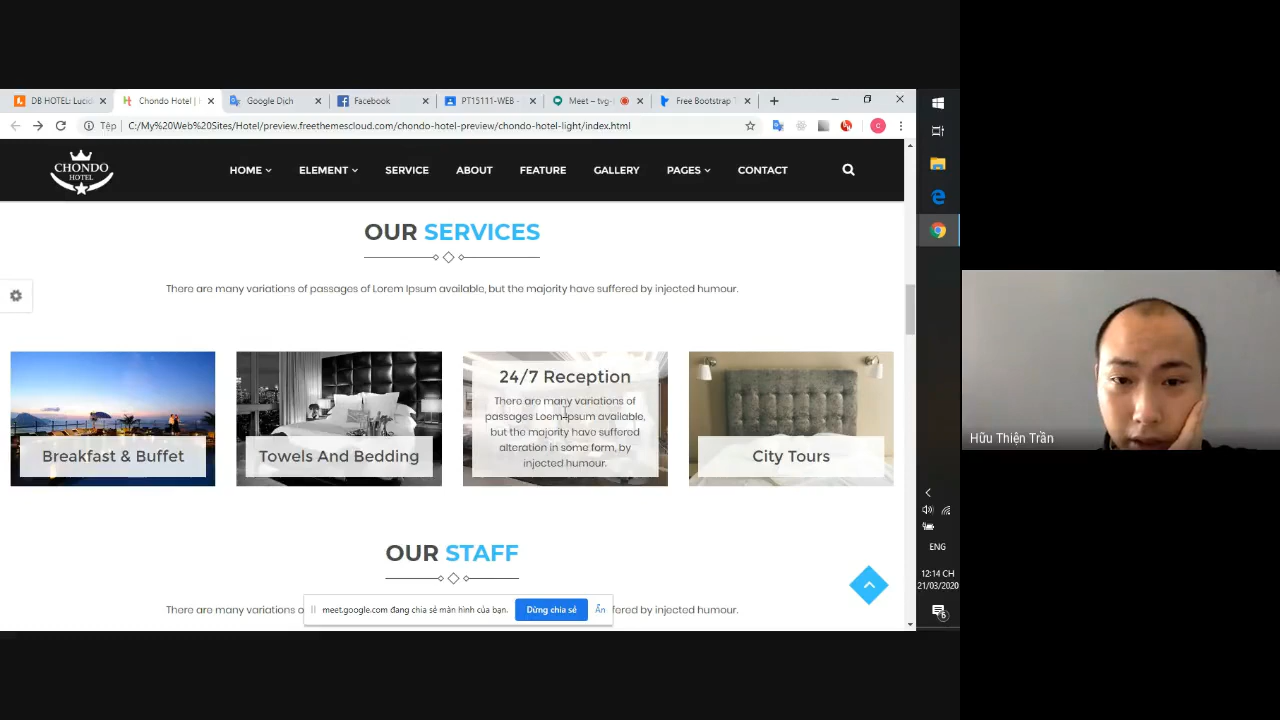 DB HOTEL: Lucid
Chondo Hotel |
Google Dịch
Facebook
PT15111-WEB -
Meet – tvg-
Free Bootstrap T
Tệp
C:/My%20Web%20Sites/Hotel/preview.freethemescloud.com/chondo-hotel-preview/chondo-hotel-light/index.html
C
CHONDO
HOTEL
HOME
ELEMENT
SERVICE
ABOUT
FEATURE
GALLERY
PAGES
CONTACT
OUR SERVICES
There are many variations of passages of Lorem Ipsum available, but the majority have suffered by injected humour.
Breakfast & Buffet
Towels And Bedding
24/7 Reception
There are many variations of
passages Lorem Ipsum available,
but the majority have suffered
alteration in some form, by
injected humour.
City Tours
OUR STAFF
There are many variations o
fered by injected humour.
meet.google.com đang chia sẻ màn hình của bạn.
Dừng chia sẻ
Ẩn
ENG
12:14 CH
21/03/2020
6
Hữu Thiện Trần